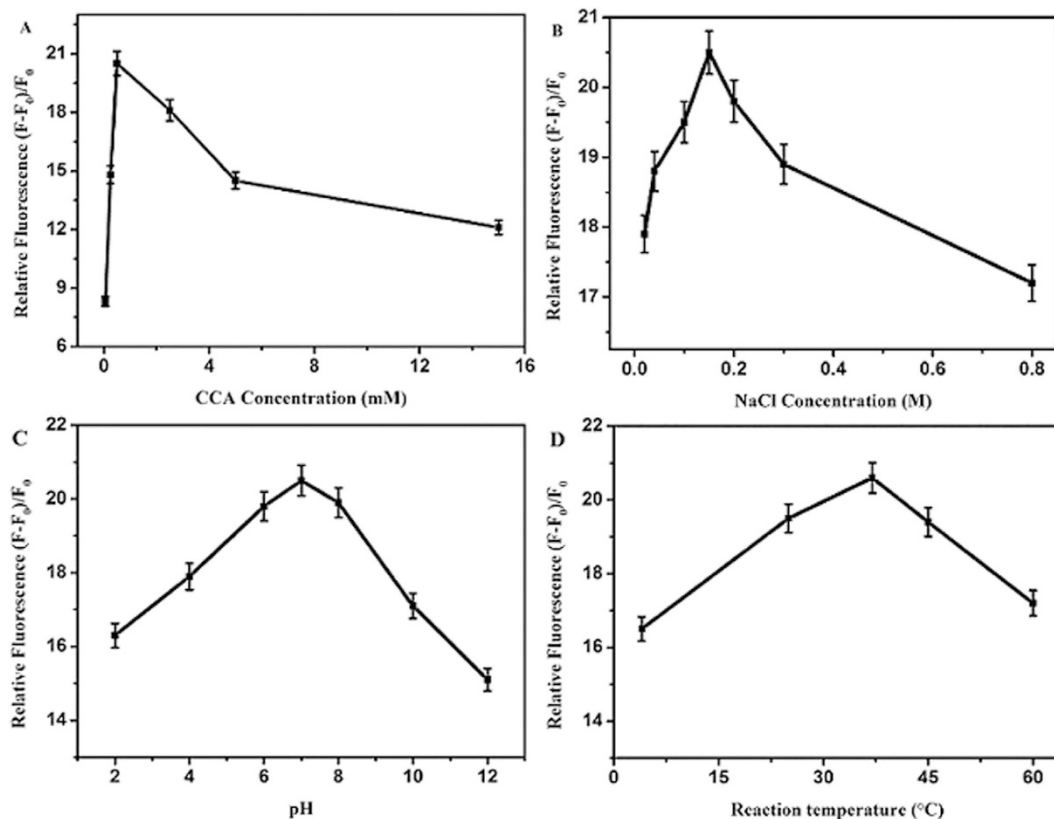 A
Relative Fluorescence (F-F₀)/F₀
21
18
15
12
9
6
0 4 8 12 16
CCA Concentration (mM)
B
Relative Fluorescence (F-F₀)/F₀
21
20
19
18
17
0.0 0.2 0.4 0.6 0.8
NaCl Concentration (M)
C
Relative Fluorescence (F-F₀)/F₀
22
20
18
16
14
2 4 6 8 10 12
pH
D
Relative Fluorescence (F-F₀)/F₀
22
20
18
16
14
0 15 30 45 60
Reaction temperature (°C)